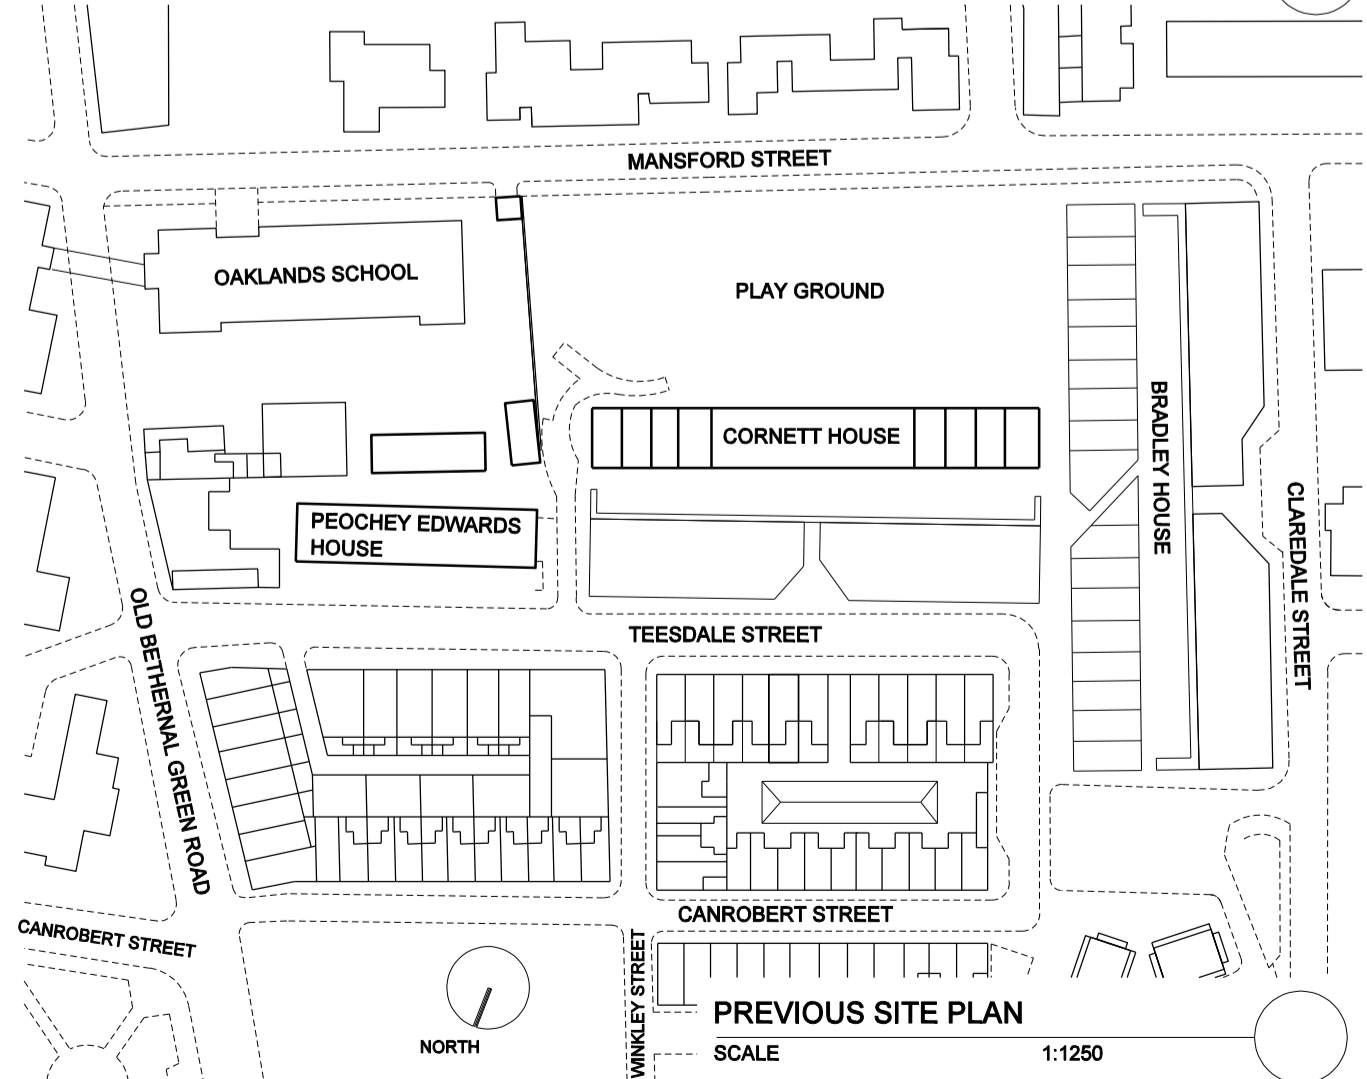 MANSFORD STREET
OAKLANDS SCHOOL
PLAY GROUND
CORNETT HOUSE
BRADLEY HOUSE
PEOCHEY EDWARDS
HOUSE
CLAREDALE STREET
OLD BETHERNAL GREEN ROAD
TEESDALE STREET
CANROBERT STREET
CANROBERT STREET
WINKLEY STREET
NORTH
PREVIOUS SITE PLAN
SCALE 1:1250